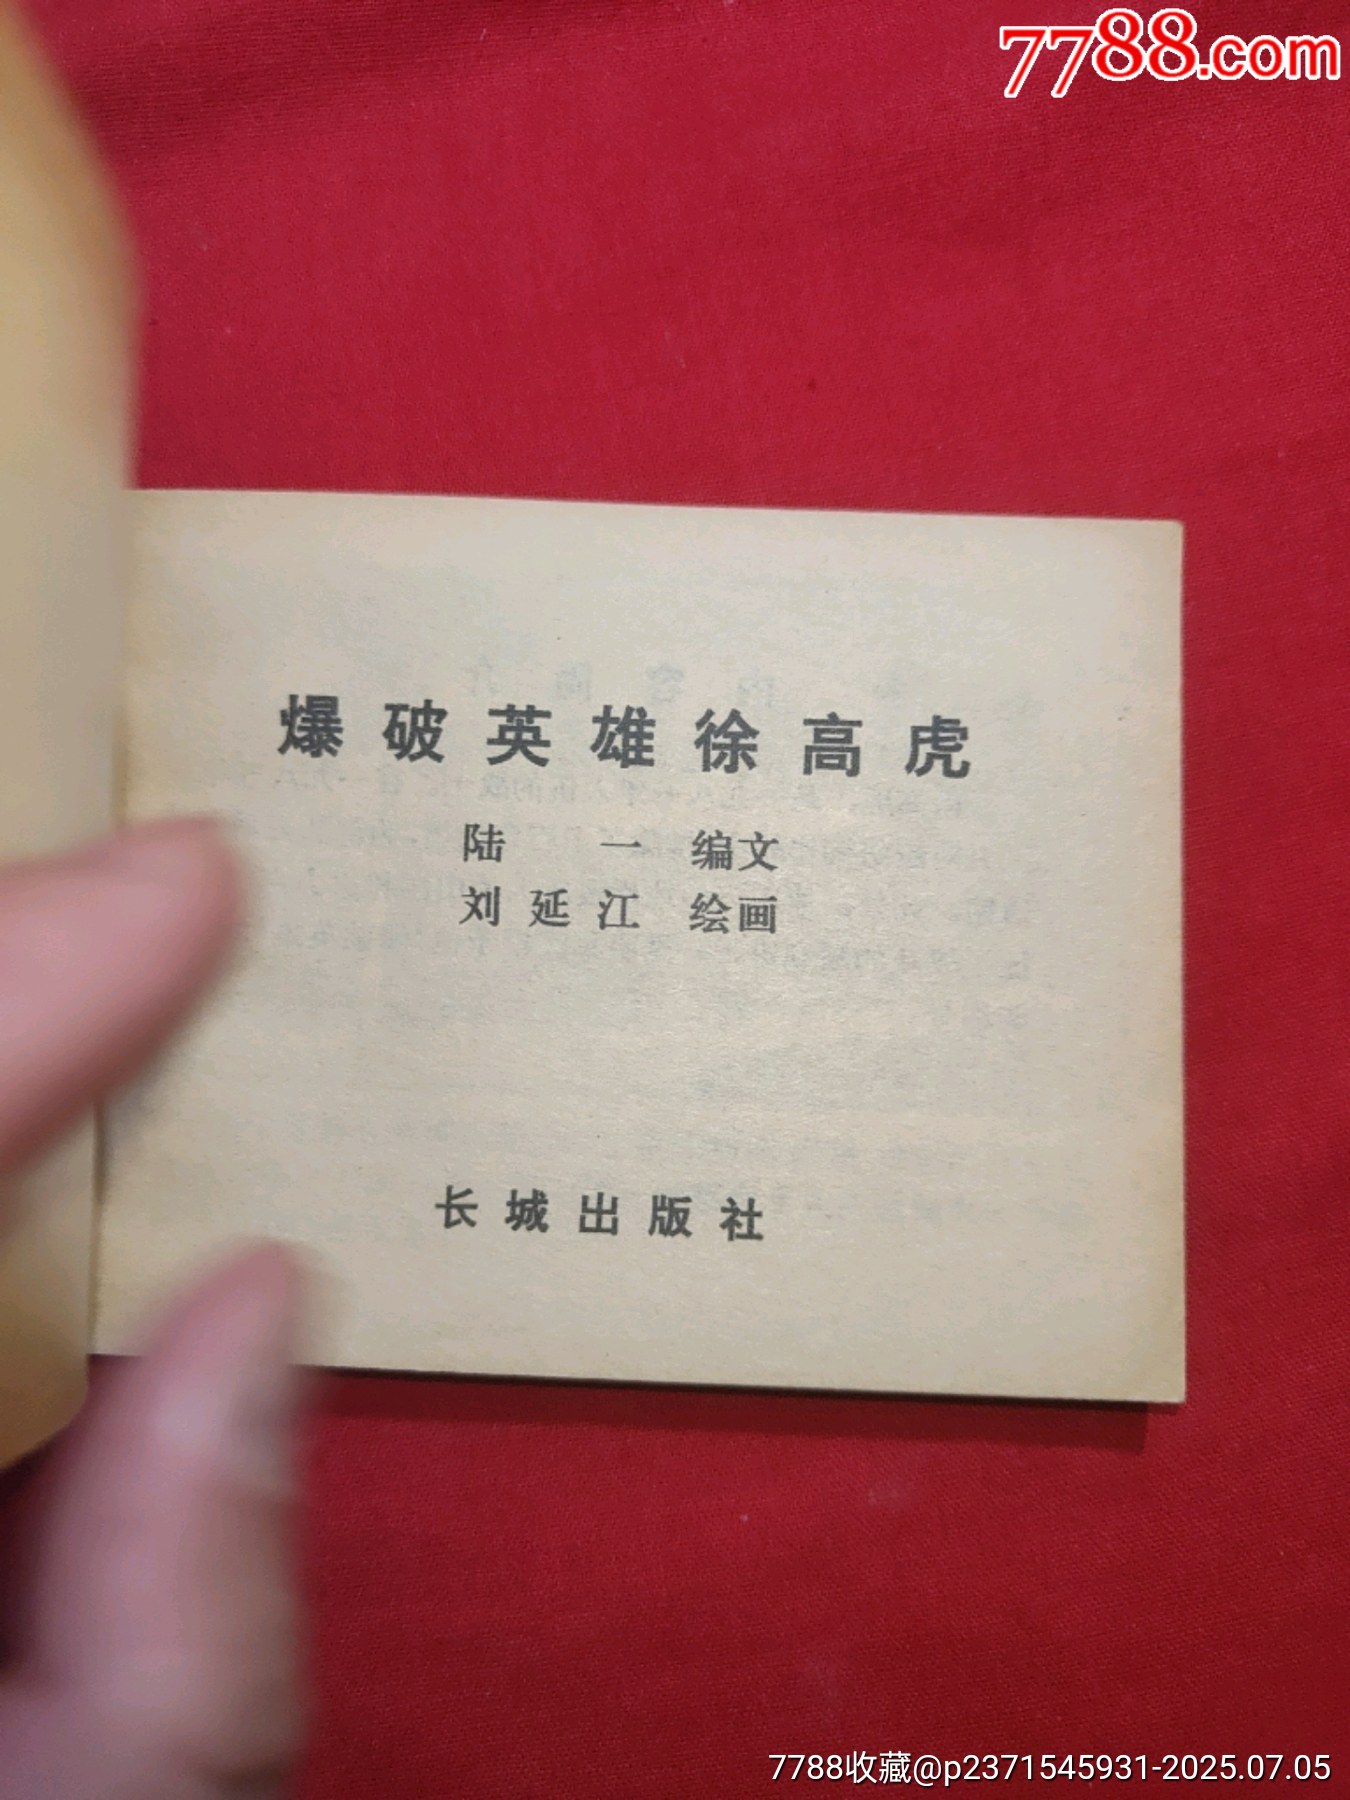 7788.com
爆破英雄徐高虎
陆一 编文
刘延江 绘画
长城出版社
7788收藏@p2371545931-2025.07.05